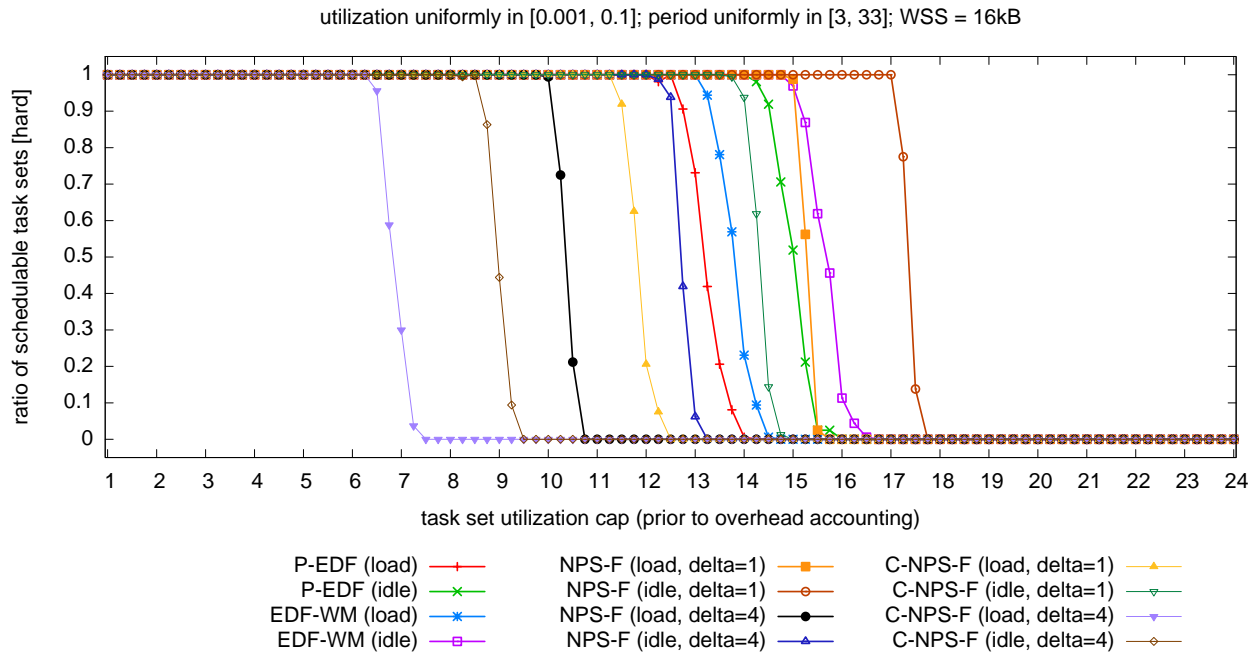 utilization uniformly in [0.001, 0.1]; period uniformly in [3, 33]; WSS = 16kB
ratio of schedulable task sets [hard]
1
0.9
0.8
0.7
0.6
0.5
0.4
0.3
0.2
0.1
0
1 2 3 4 5 6 7 8 9 10 11 12 13 14 15 16 17 18 19 20 21 22 23 24
task set utilization cap (prior to overhead accounting)
P-EDF (load) NPS-F (load, delta=1) C-NPS-F (load, delta=1)
P-EDF (idle) NPS-F (idle, delta=1) C-NPS-F (idle, delta=1)
EDF-WM (load) NPS-F (load, delta=4) C-NPS-F (load, delta=4)
EDF-WM (idle) NPS-F (idle, delta=4) C-NPS-F (idle, delta=4)